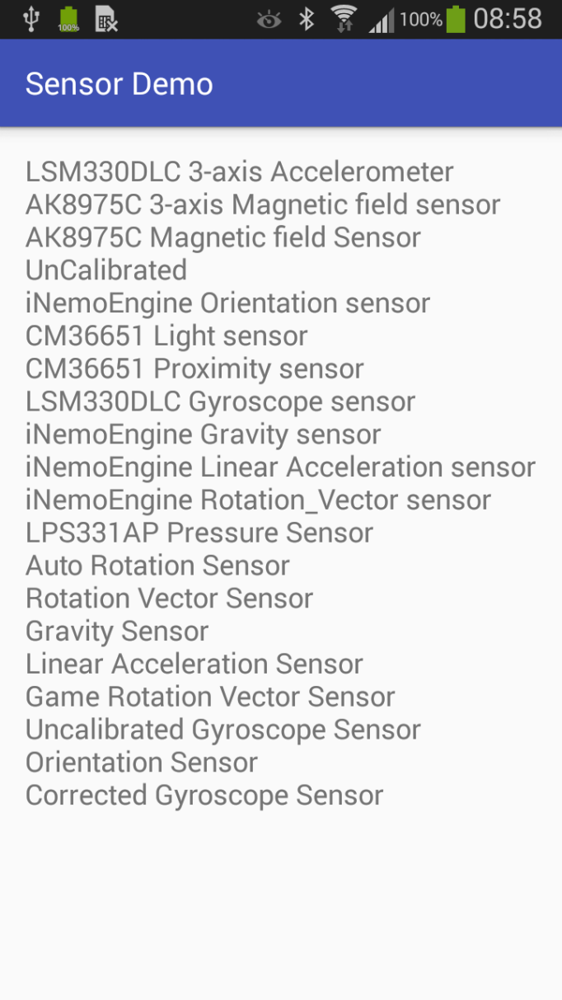 100%
100% 08:58
Sensor Demo
LSM330DLC 3-axis Accelerometer
AK8975C 3-axis Magnetic field sensor
AK8975C Magnetic field Sensor
UnCalibrated
iNemoEngine Orientation sensor
CM36651 Light sensor
CM36651 Proximity sensor
LSM330DLC Gyroscope sensor
iNemoEngine Gravity sensor
iNemoEngine Linear Acceleration sensor
iNemoEngine Rotation_Vector sensor
LPS331AP Pressure Sensor
Auto Rotation Sensor
Rotation Vector Sensor
Gravity Sensor
Linear Acceleration Sensor
Game Rotation Vector Sensor
Uncalibrated Gyroscope Sensor
Orientation Sensor
Corrected Gyroscope Sensor